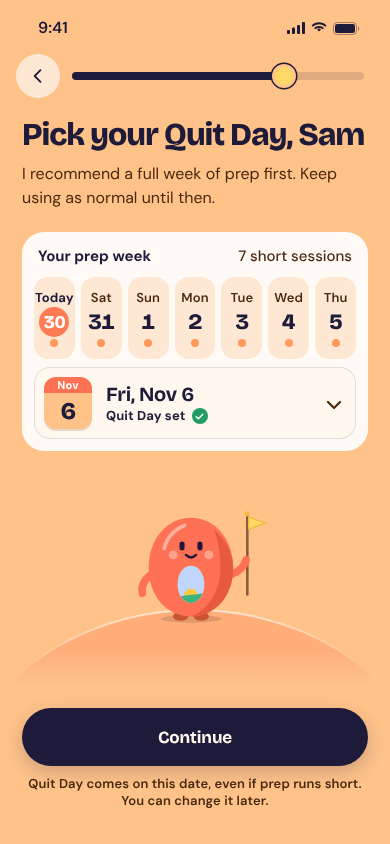 9:41
Pick your Quit Day, Sam
I recommend a full week of prep first. Keep
using as normal until then.
Your prep week
7 short sessions
Today Sat Sun Mon Tue Wed Thu
30 31 1 2 3 4 5
Nov
6
Fri, Nov 6
Quit Day set
Continue
Quit Day comes on this date, even if prep runs short.
You can change it later.